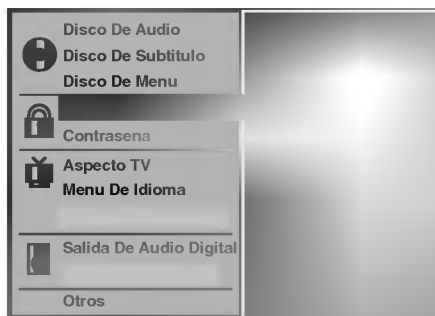 Disco De Audio
Disco De Subtitulo
Disco De Menu
Contrasena
Aspecto TV
Menu De Idioma
Salida De Audio Digital
Otros